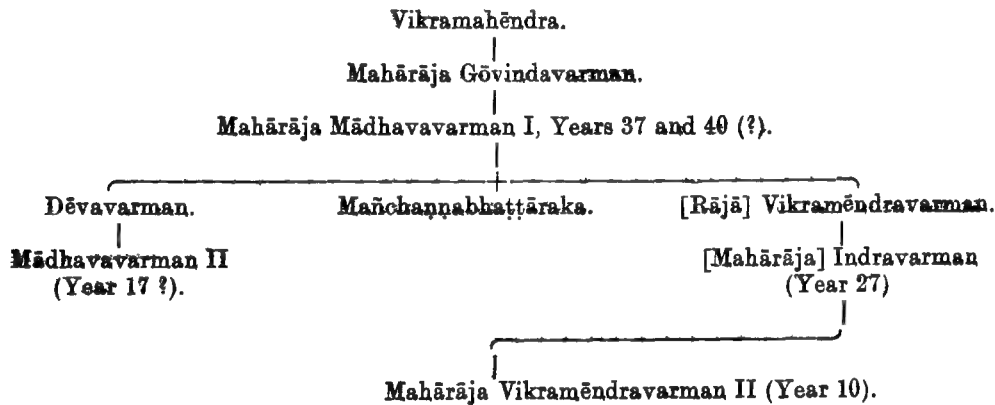 Vikramahēndra.
Mahārāja Gōvindavarman.
Mahārāja Mādhavavarman I, Years 37 and 40 (?).
Dēvavarman. Mañchaṇṇabhaṭṭāraka. [Rājā] Vikramēndravarman.
Mādhavavarman II [Mahārāja] Indravarman
(Year 17 ?). (Year 27)
Mahārāja Vikramēndravarman II (Year 10).